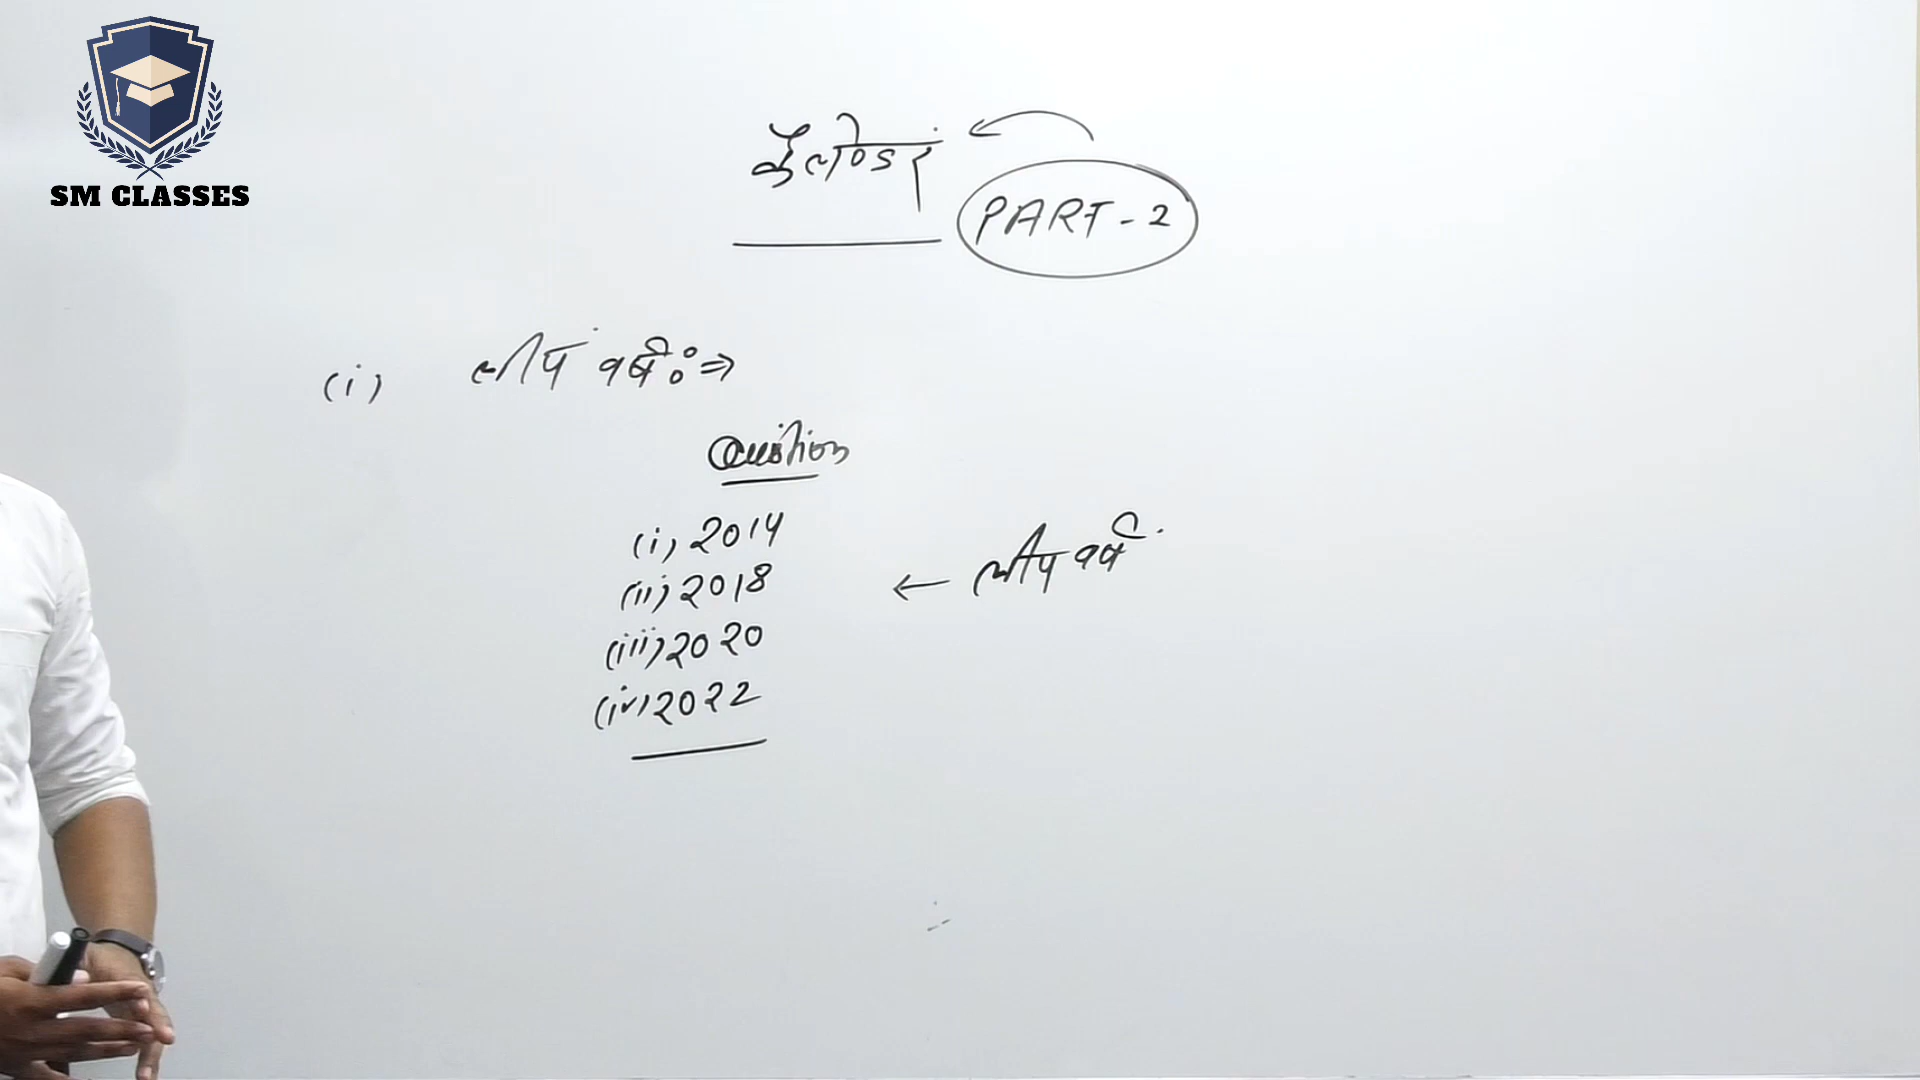 SM CLASSES
कैलेण्डर
PART-2
(i) लीप वर्ष :⇒
Question
(i) 2014
(ii) 2018
← लीप वर्ष
(iii) 2020
(iv) 2022